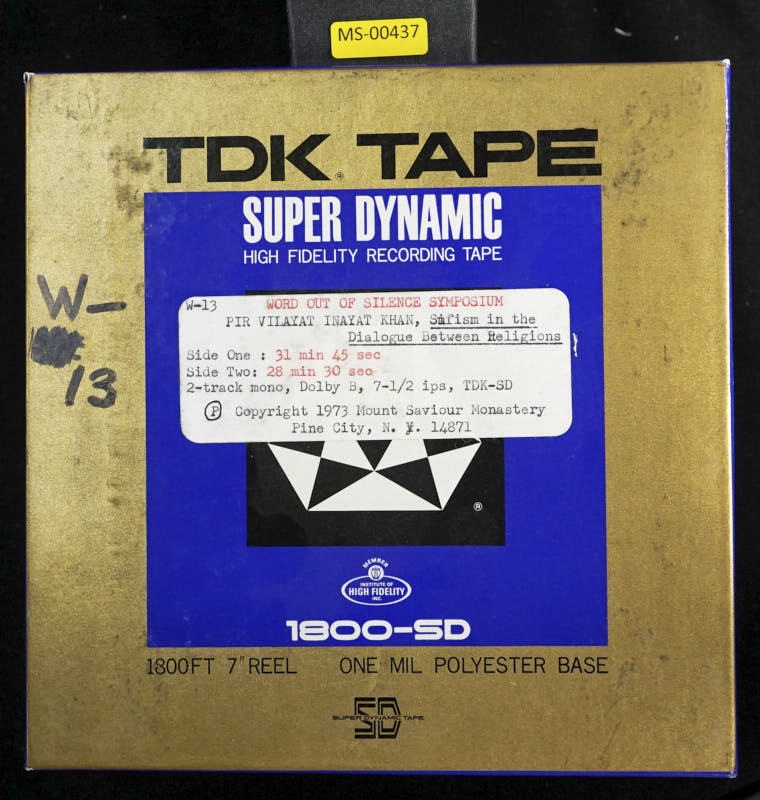 MS-00437
TDK® TAPE
SUPER DYNAMIC
HIGH FIDELITY RECORDING TAPE
W-
13
W-13 WORD OUT OF SILENCE SYMPOSIUM
PIR VILAYAT INAYAT KHAN, Sufism in the
Dialogue Between Religions
Side One : 31 min 45 sec
Side Two: 28 min 30 sec
2-track mono, Dolby B, 7-1/2 ips, TDK-SD
Ⓟ Copyright 1973 Mount Saviour Monastery
Pine City, N. Y. 14871
®
MEMBER
INSTITUTE OF
HIGH FIDELITY
INC.
1800-SD
1800FT 7" REEL ONE MIL POLYESTER BASE
SD
SUPER DYNAMIC TAPE